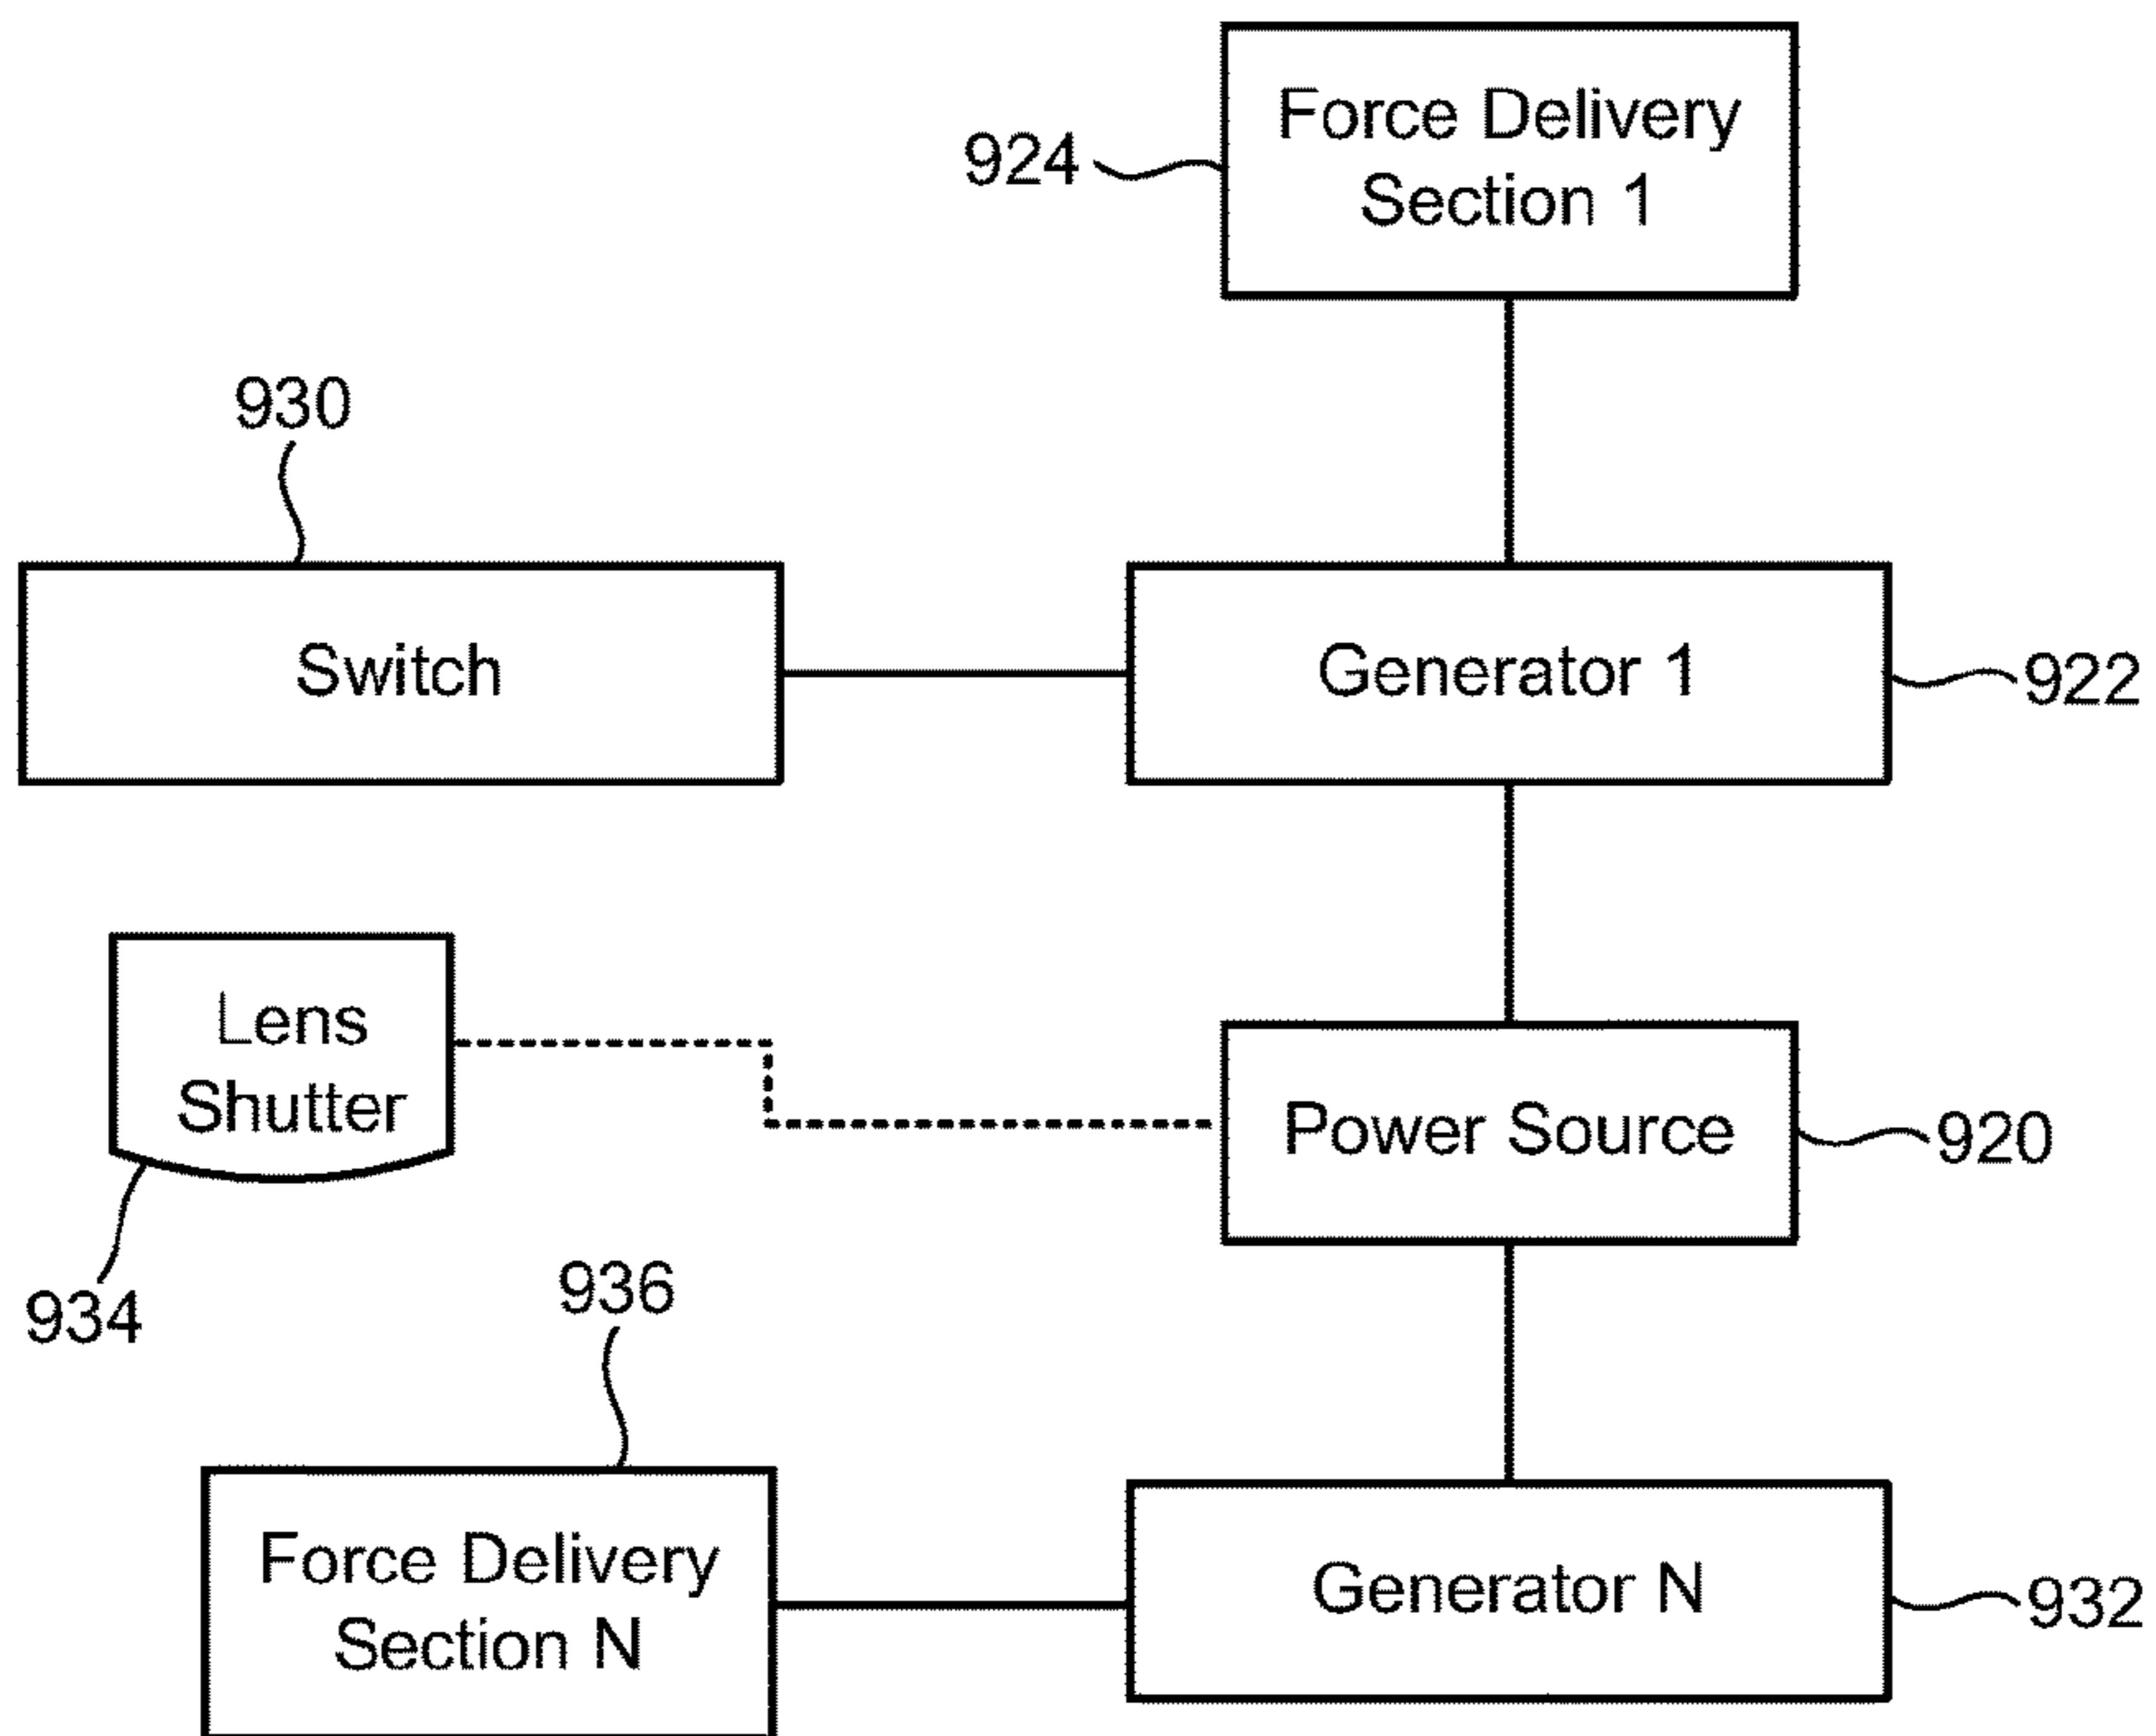 Force Delivery
Section 1
924
930
Switch
Generator 1
922
Lens
Shutter
Power Source
920
934
936
Force Delivery
Section N
Generator N
932